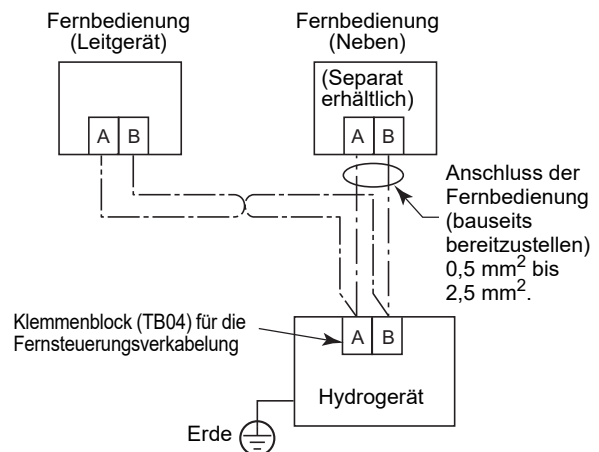 Fernbedienung
(Leitgerät)
Fernbedienung
(Neben)
(Separat
erhältlich)
A B
A B
Anschluss der
Fernbedienung
(bauseits
bereitzustellen)
0,5 mm² bis
2,5 mm².
Klemmenblock (TB04) für die
Fernsteuerungsverkabelung
A B
Hydrogerät
Erde